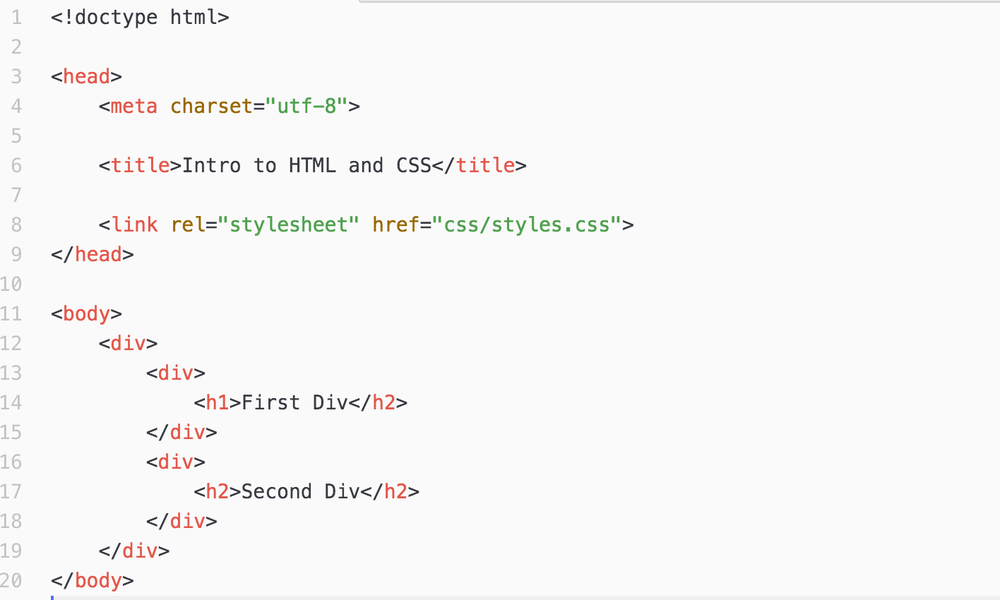 1 <!doctype html>
2
3 <head>
4     <meta charset="utf-8">
5
6     <title>Intro to HTML and CSS</title>
7
8     <link rel="stylesheet" href="css/styles.css">
9 </head>
10
11 <body>
12     <div>
13         <div>
14             <h1>First Div</h2>
15         </div>
16         <div>
17             <h2>Second Div</h2>
18         </div>
19     </div>
20 </body>